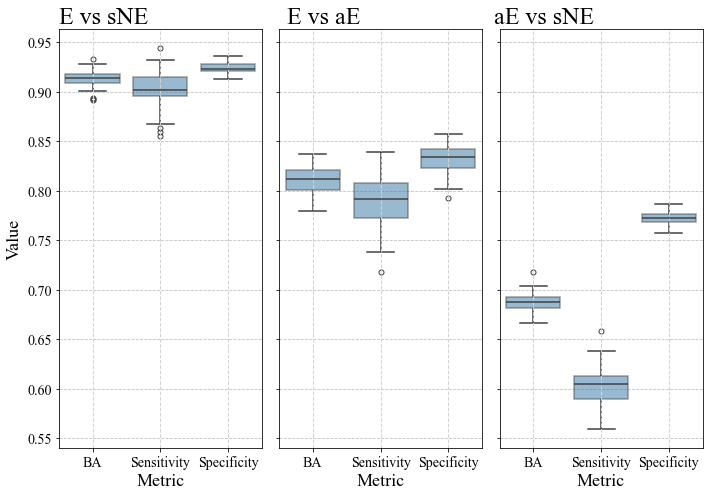 E vs sNE
E vs aE
aE vs sNE
0.95
0.90
0.85
0.80
0.75
0.70
0.65
0.60
0.55
Value
BA Sensitivity Specificity
BA Sensitivity Specificity
BA Sensitivity Specificity
Metric
Metric
Metric